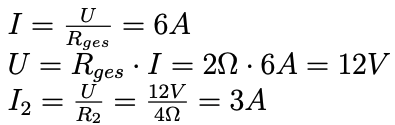 I = U/R_ges = 6A
U = R_ges · I = 2Ω · 6A = 12V
I_2 = U/R_2 = 12V/4Ω = 3A